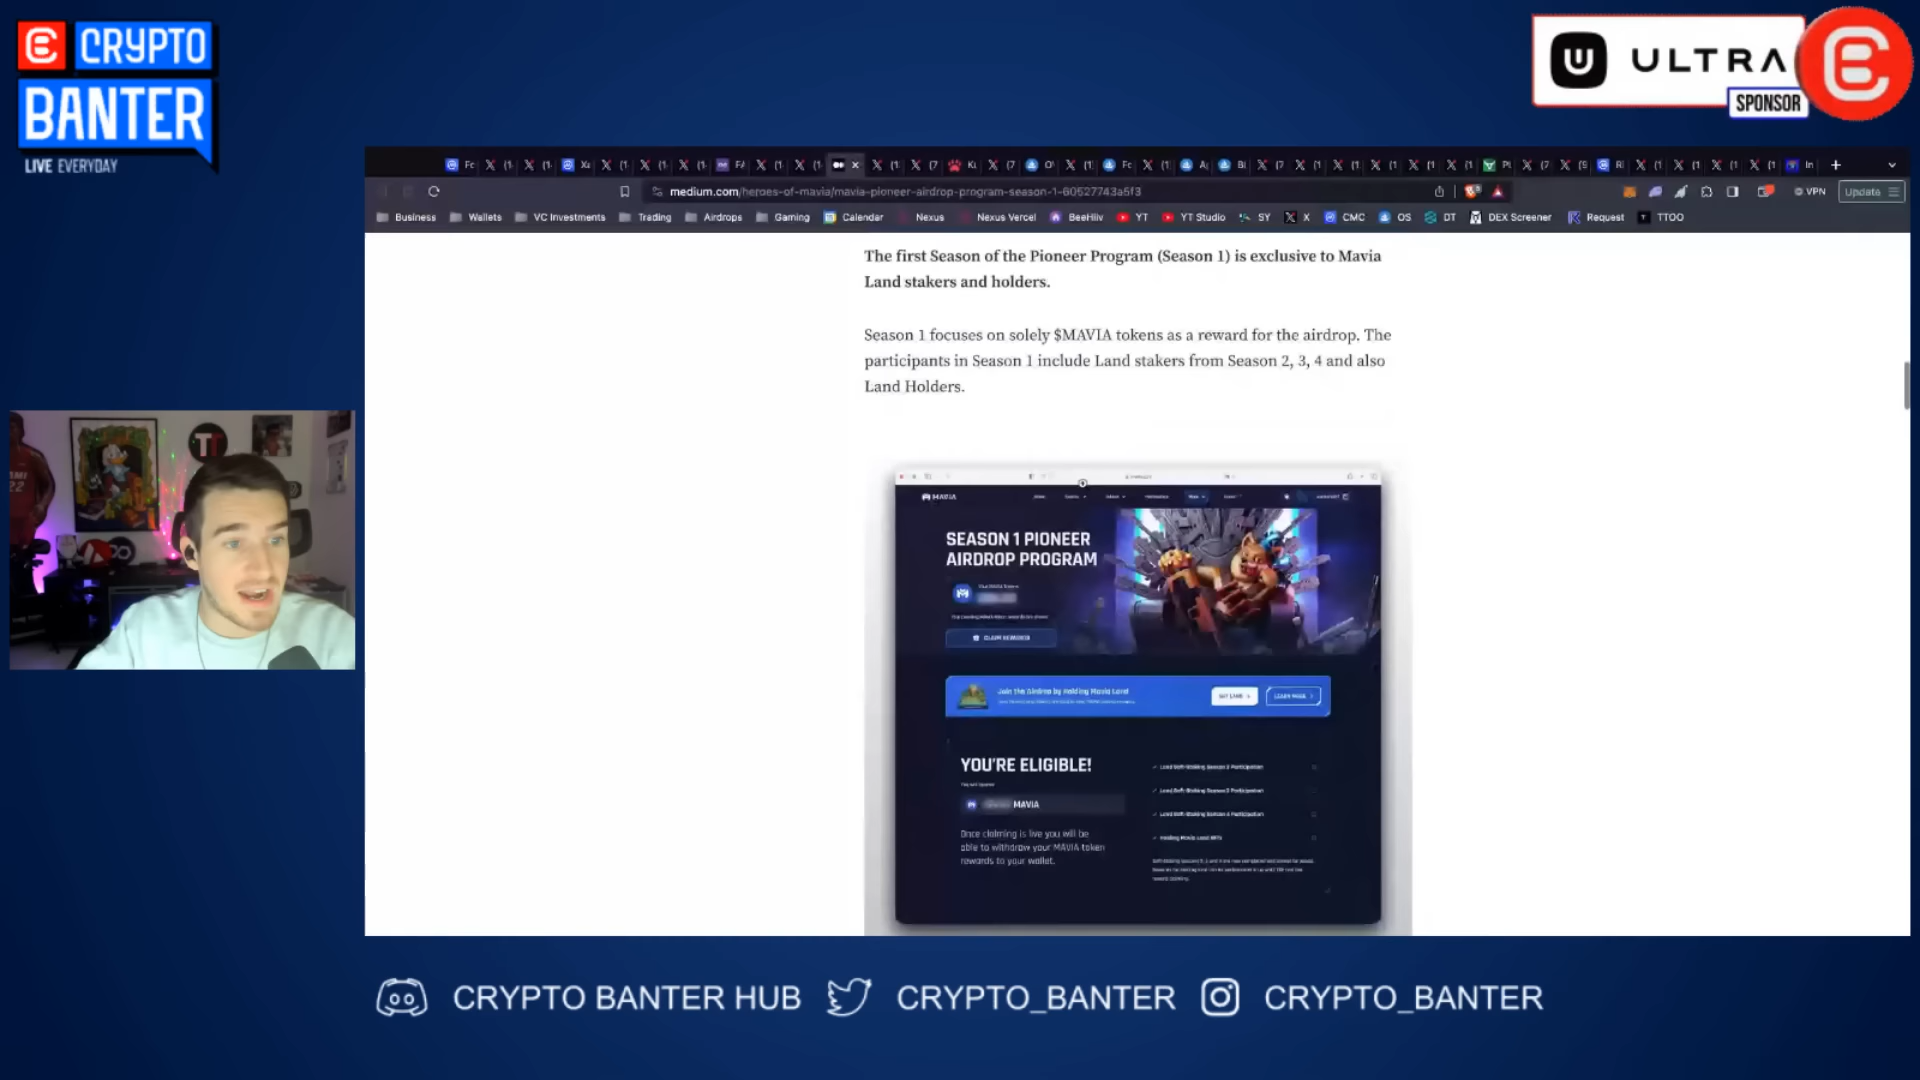 CRYPTO
BANTER
LIVE EVERYDAY
ULTRA
SPONSOR
medium.com/heroes-of-mavia/mavia-pioneer-airdrop-program-season-1-60527743a5f3
VPN
Update
Business
Wallets
VC Investments
Trading
Airdrops
Gaming
Calendar
Nexus
Nexus Vercel
BeeHiiv
YT
YT Studio
SY
X
CMC
OS
DT
DEX Screener
Request
TTOO
The first Season of the Pioneer Program (Season 1) is exclusive to Mavia
Land stakers and holders.
Season 1 focuses on solely $MAVIA tokens as a reward for the airdrop. The
participants in Season 1 include Land stakers from Season 2, 3, 4 and also
Land Holders.
MAVIA
SEASON 1 PIONEER
AIRDROP PROGRAM
CLAIM REWARDS
Join the Airdrop by Holding Mavia Land
GET LAND
LEARN MORE
YOU'RE ELIGIBLE!
MAVIA
Once claiming is live you will be
able to withdraw your MAVIA token
rewards to your wallet.
Holding Mavia Land NFTs
CRYPTO BANTER HUB
CRYPTO_BANTER
CRYPTO_BANTER